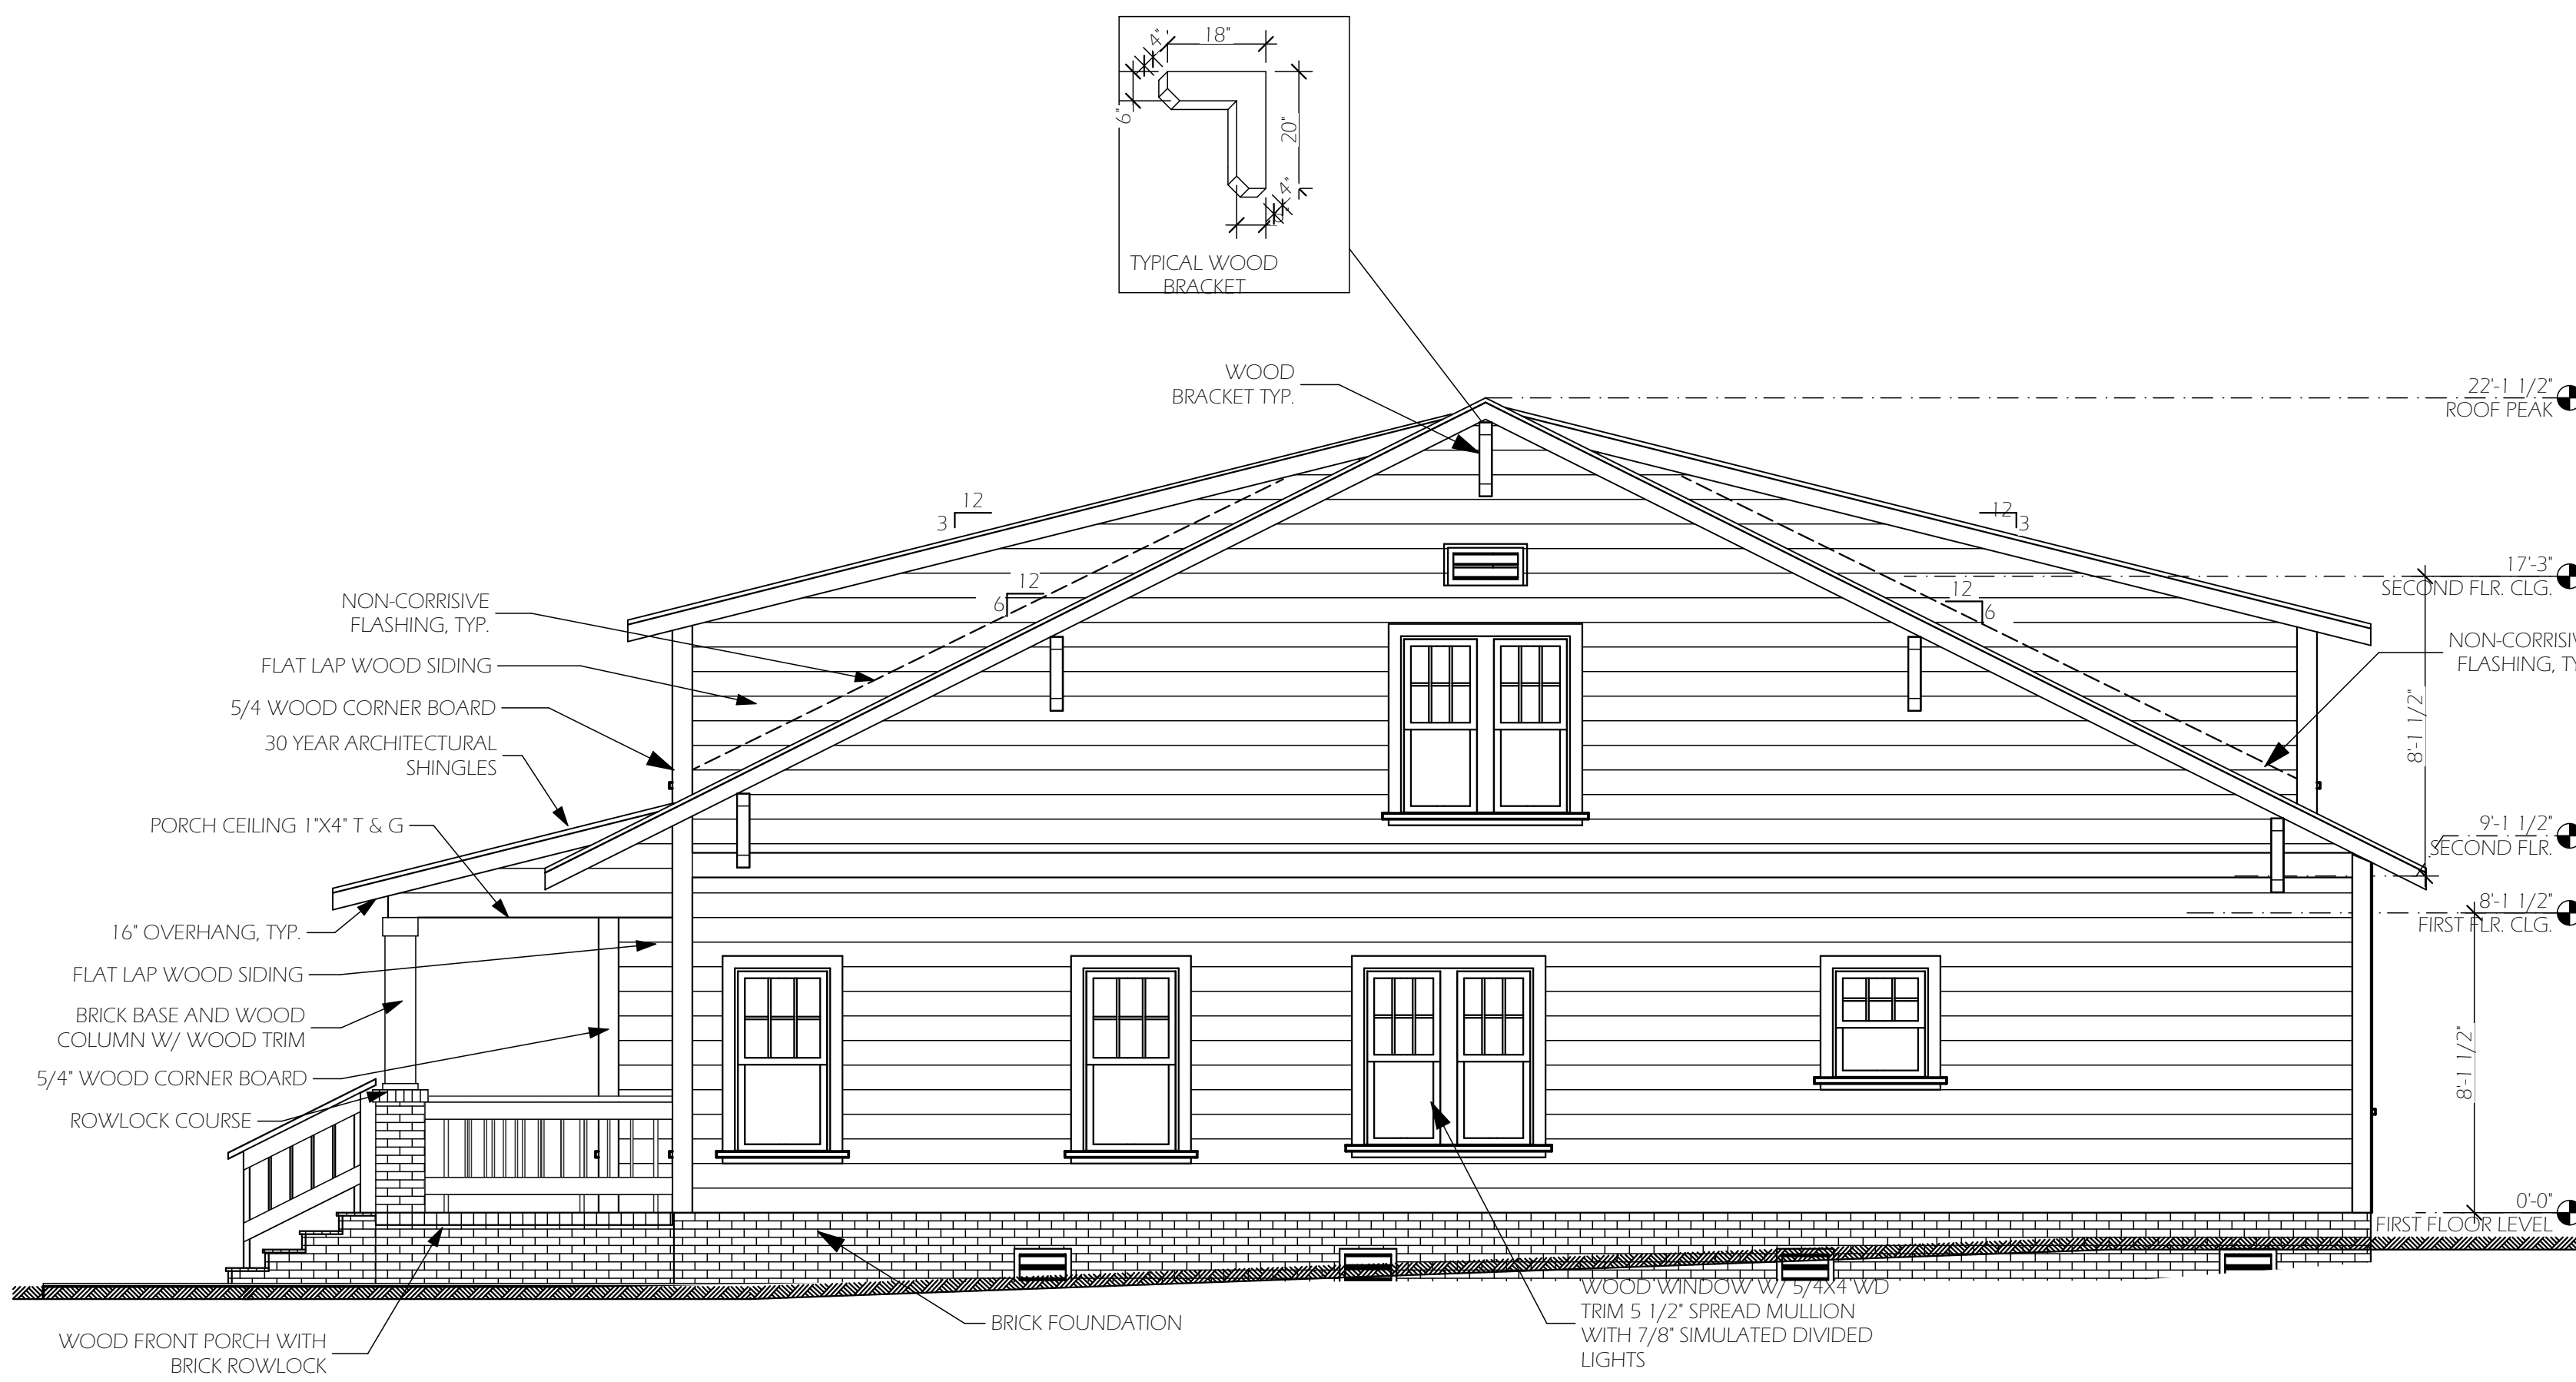 4"
18"
6"
20"
4"
TYPICAL WOOD
BRACKET
WOOD
BRACKET TYP.
22'-1 1/2"
ROOF PEAK
12
3
12
3
17'-3"
SECOND FLR. CLG.
12
6
12
6
NON-CORRISIVE
FLASHING, TYP.
NON-CORRISIV
FLASHING, TY
FLAT LAP WOOD SIDING
5/4 WOOD CORNER BOARD
30 YEAR ARCHITECTURAL
SHINGLES
8'-1 1/2"
PORCH CEILING 1"X4" T & G
9'-1 1/2"
SECOND FLR.
8'-1 1/2"
FIRST FLR. CLG.
16" OVERHANG, TYP.
FLAT LAP WOOD SIDING
BRICK BASE AND WOOD
COLUMN W/ WOOD TRIM
5/4" WOOD CORNER BOARD
ROWLOCK COURSE
8'-1 1/2"
0'-0"
FIRST FLOOR LEVEL
WOOD WINDOW W/ 5/4X4 WD
TRIM 5 1/2" SPREAD MULLION
WITH 7/8" SIMULATED DIVIDED
LIGHTS
BRICK FOUNDATION
WOOD FRONT PORCH WITH
BRICK ROWLOCK